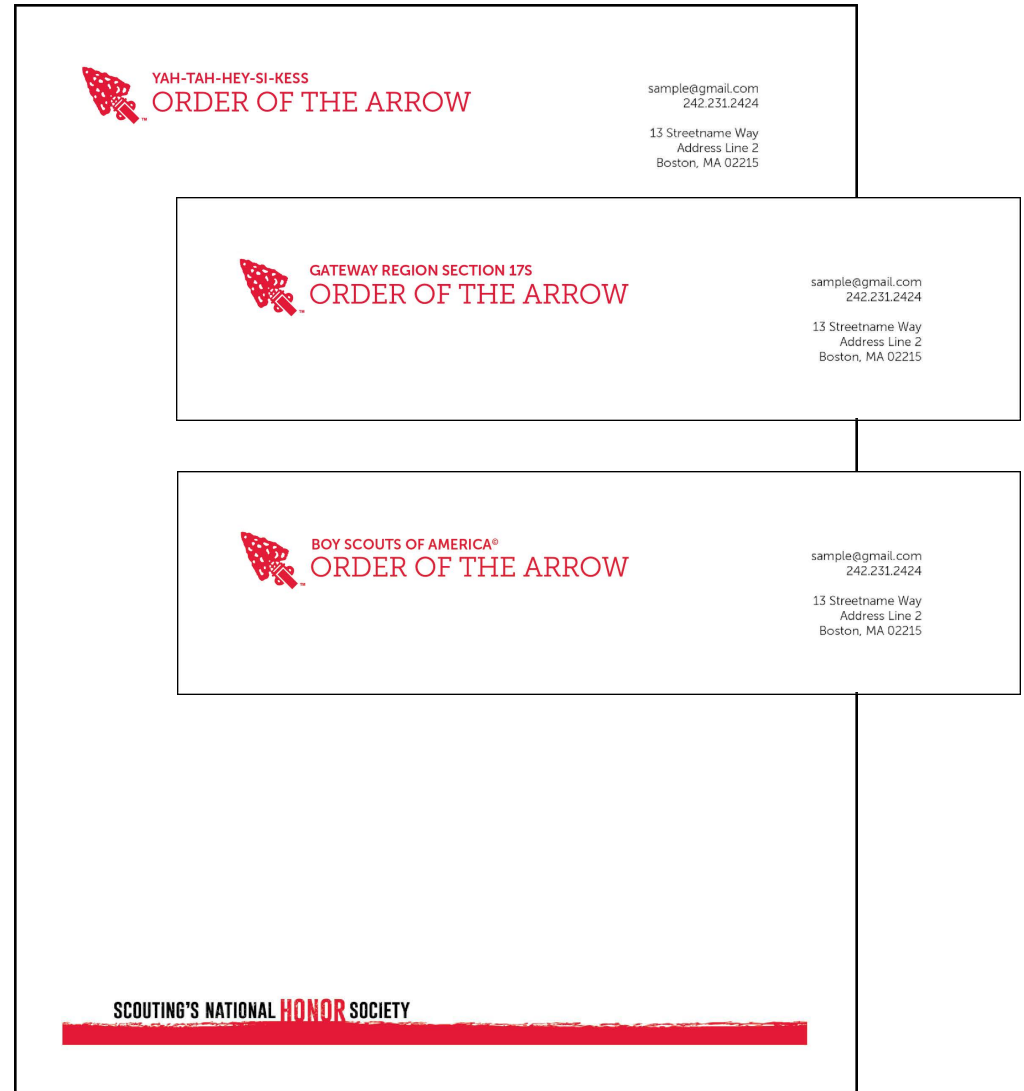 YAH-TAH-HEY-SI-KESS
ORDER OF THE ARROW
™
sample@gmail.com
242.231.2424
13 Streetname Way
Address Line 2
Boston, MA 02215
GATEWAY REGION SECTION 17S
ORDER OF THE ARROW
™
sample@gmail.com
242.231.2424
13 Streetname Way
Address Line 2
Boston, MA 02215
BOY SCOUTS OF AMERICA©
ORDER OF THE ARROW
™
sample@gmail.com
242.231.2424
13 Streetname Way
Address Line 2
Boston, MA 02215
SCOUTING'S NATIONAL HONOR SOCIETY